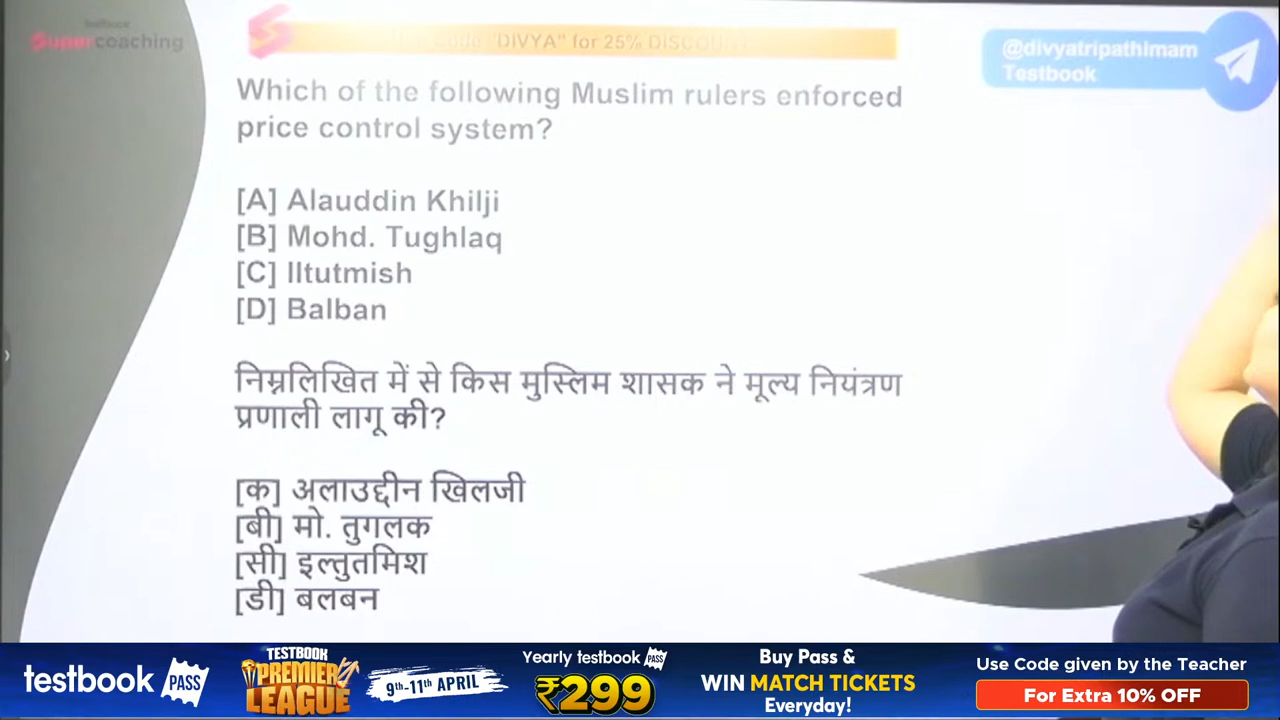 testbook
Supercoaching
Code "DIVYA" for 25% DISCOUNT
@divyatripathimam
Testbook
Which of the following Muslim rulers enforced
price control system?
[A] Alauddin Khilji
[B] Mohd. Tughlaq
[C] Iltutmish
[D] Balban
निम्नलिखित में से किस मुस्लिम शासक ने मूल्य नियंत्रण
प्रणाली लागू की?
[क] अलाउद्दीन खिलजी
[बी] मो. तुगलक
[सी] इल्तुतमिश
[डी] बलबन
testbook PASS
TESTBOOK
PREMIER
LEAGUE
9th-11th APRIL
Yearly testbook PASS
₹299
Buy Pass &
WIN MATCH TICKETS
Everyday!
Use Code given by the Teacher
For Extra 10% OFF